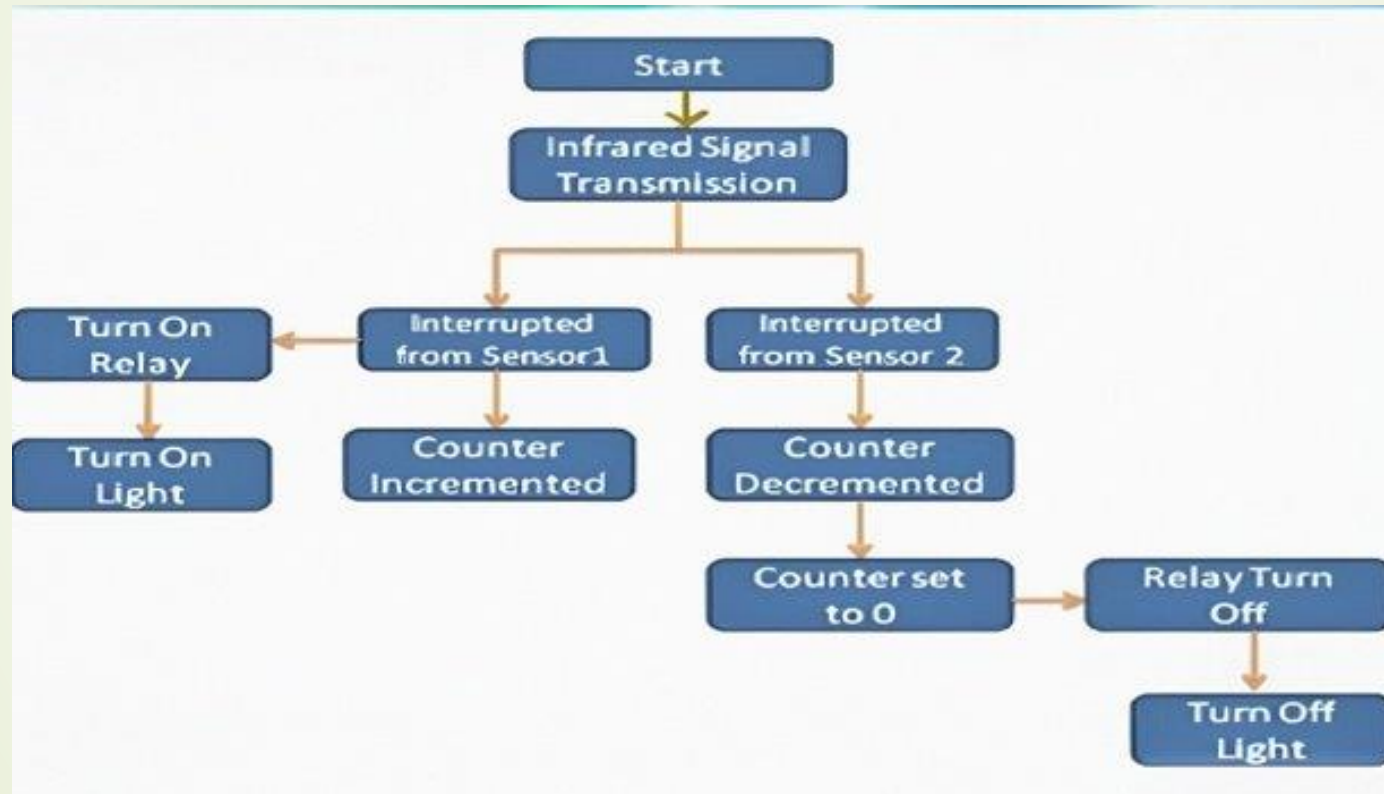 Start
Infrared Signal
Transmission
Interrupted
from Sensor1
Interrupted
from Sensor 2
Turn On
Relay
Turn On
Light
Counter
Incremented
Counter
Decremented
Counter set
to 0
Relay Turn
Off
Turn Off
Light